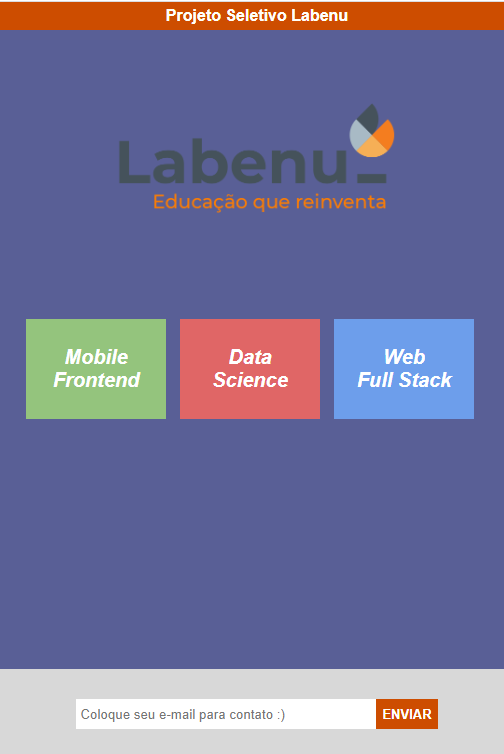 Projeto Seletivo Labenu
Labenu_
Educação que reinventa
Mobile
Frontend
Data
Science
Web
Full Stack
Coloque seu e-mail para contato :)
ENVIAR